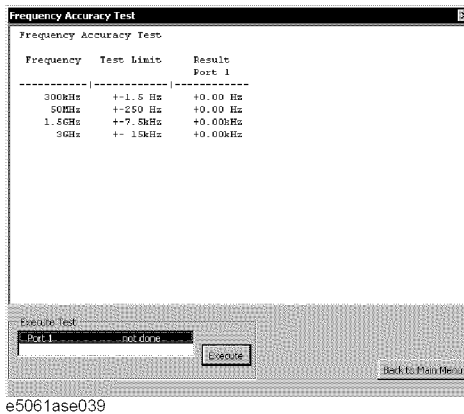 Frequency Accuracy Test
Frequency Accuracy Test
Frequency Test Limit Result
Port 1
----------|----------|----------
300kHz +-1.5 Hz +0.00 Hz
50MHz +-250 Hz +0.00 Hz
1.5GHz +-7.5kHz +0.00kHz
3GHz +- 15kHz +0.00kHz
Execute Test
Port 1 not done
Execute
Back to Main Menu
e5061ase039